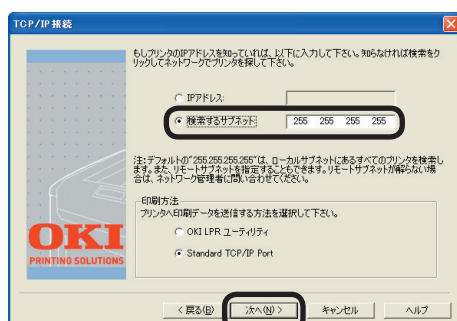 TCP/IP接続
もしプリンタのIPアドレスを知っていれば、以下に入力して下さい。知らなければ検索をク
リックしてネットワークでプリンタを探して下さい。
IPアドレス:
検索するサブネット: 255 255 255 255
注:デフォルトの"255.255.255.255"は、ローカルサブネットにあるすべてのプリンタを検索し
ます。また、リモートサブネットを指定することもできます。リモートサブネットが解らない場
合は、ネットワーク管理者に問い合わせてください。
印刷方法
プリンタへ印刷データを送信する方法を選択して下さい。
OKI LPR ユーティリティ
Standard TCP/IP Port
OKI
PRINTING SOLUTIONS
< 戻る(B) 次へ(N) > キャンセル ヘルプ